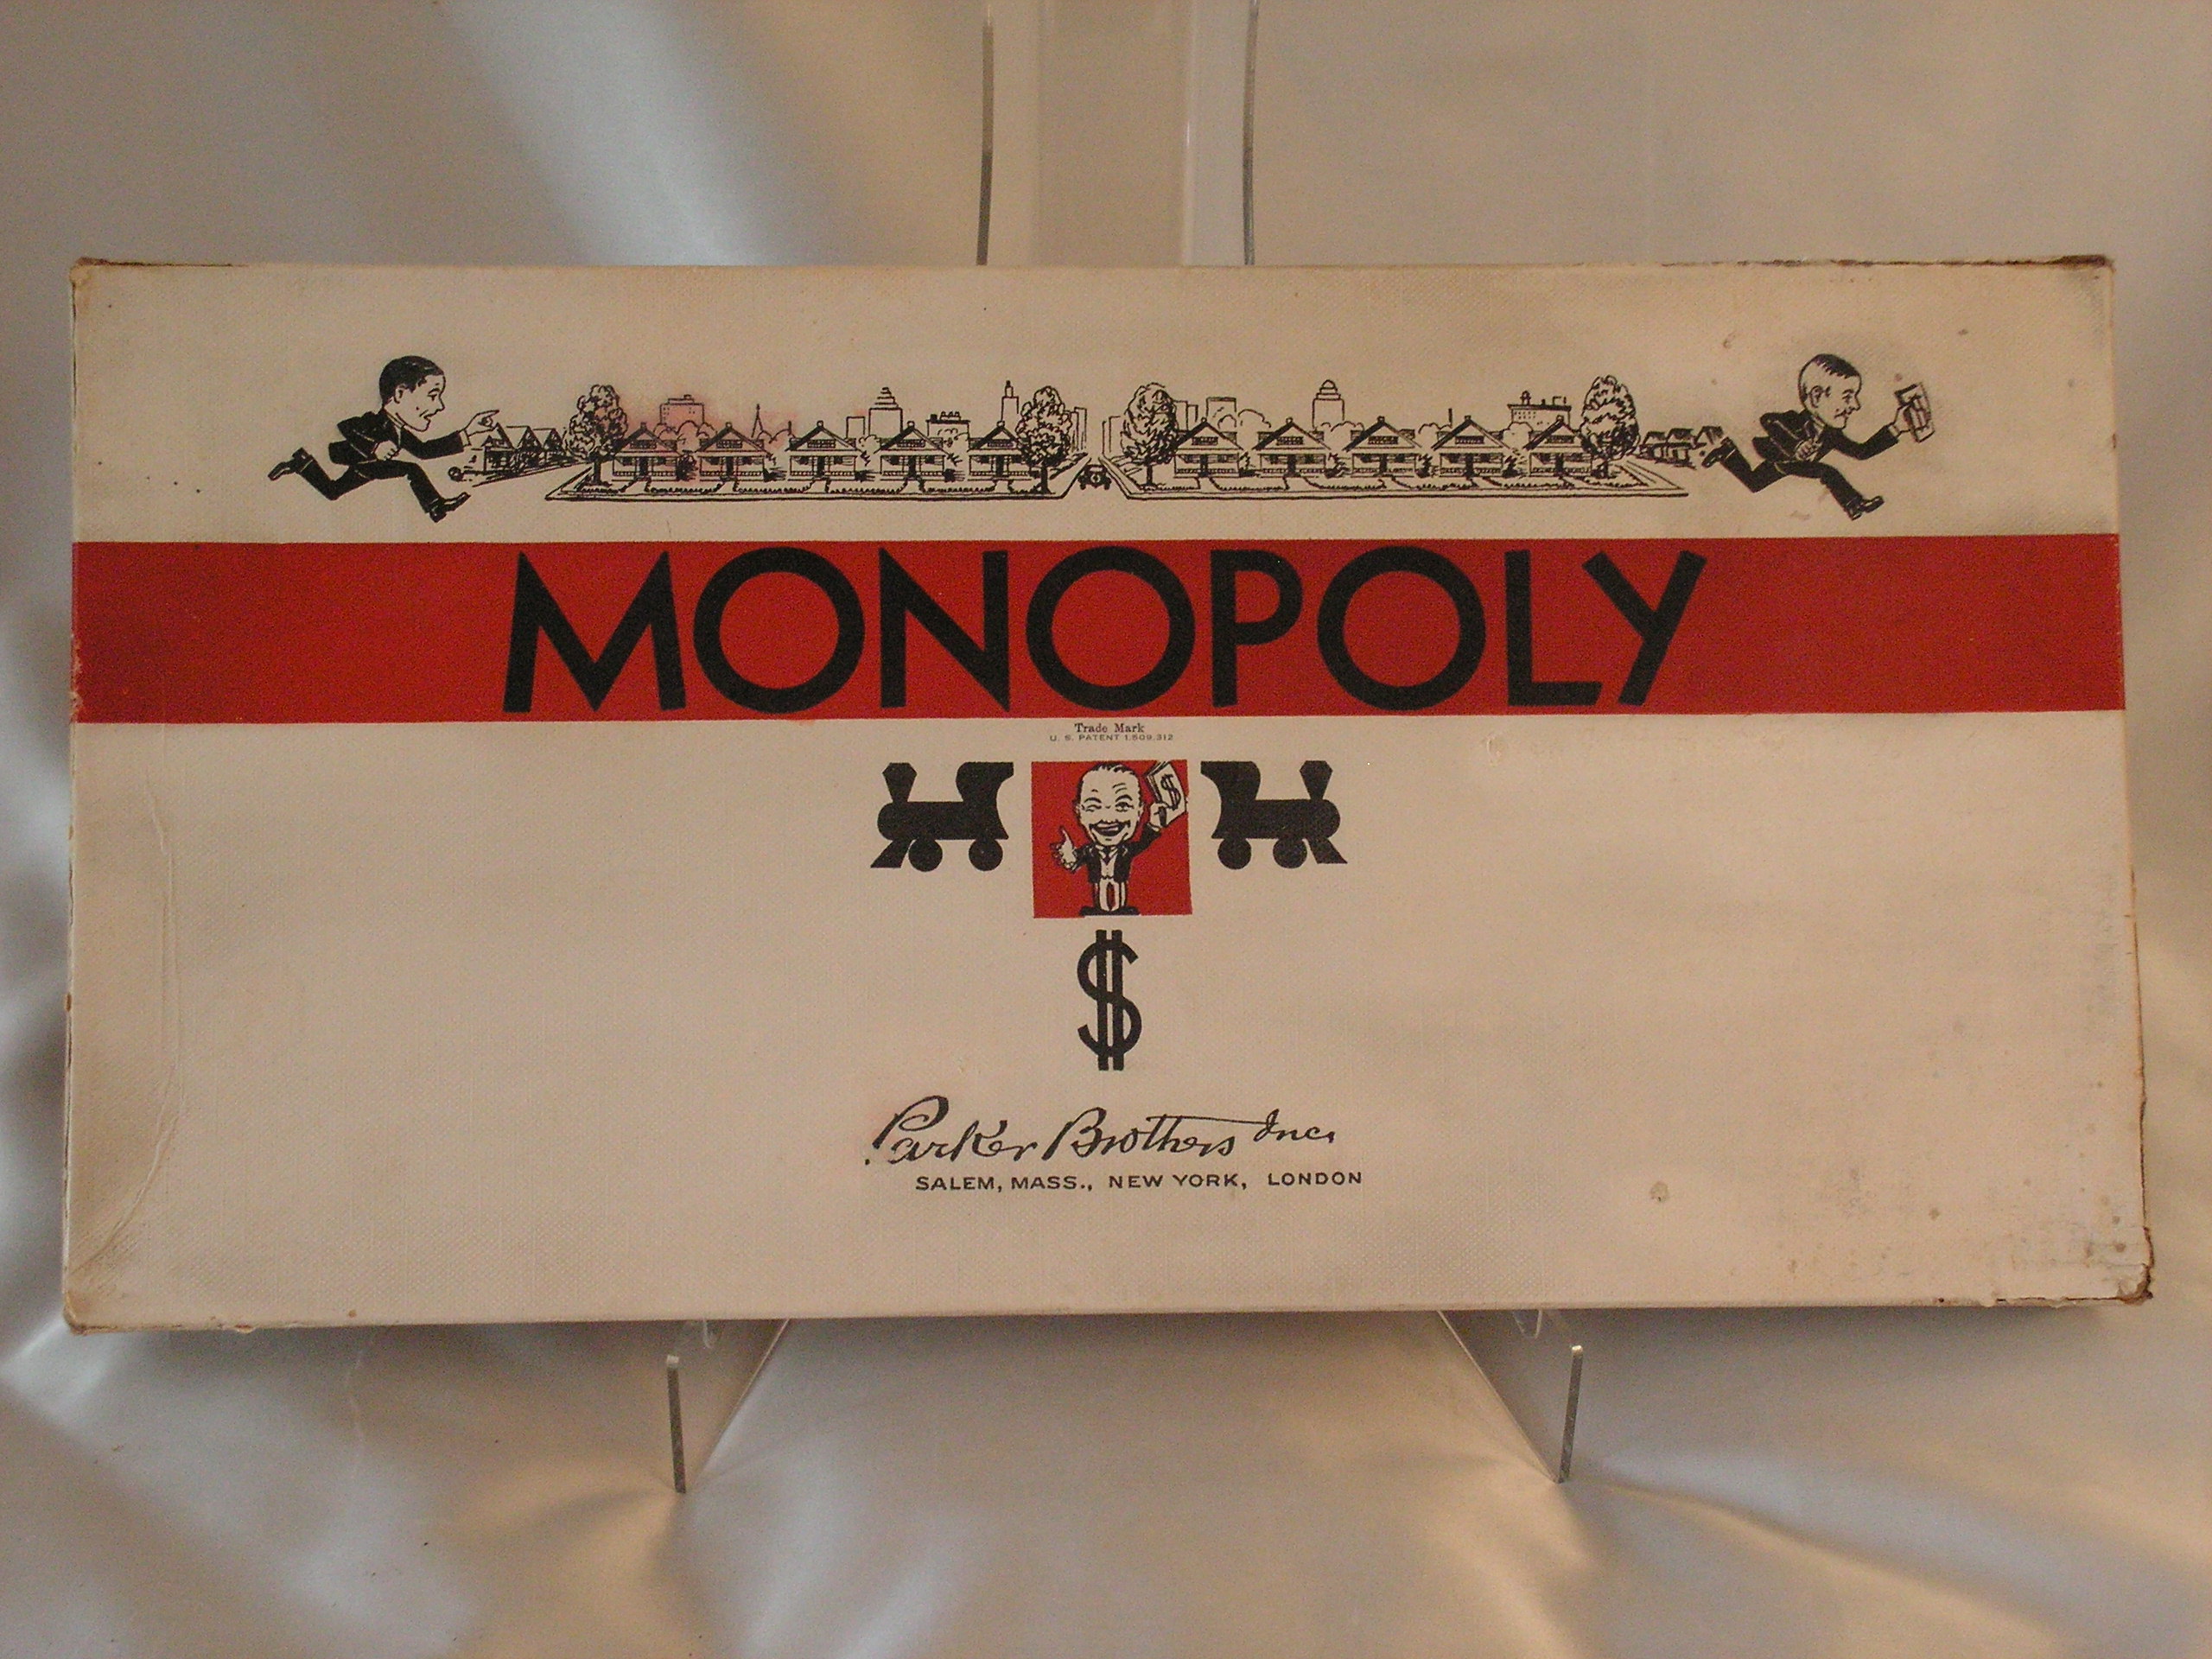 MONOPOLY
Trade Mark
U. S. PATENT 1,509,312
$
$
Parker Brothers Inc.
SALEM, MASS., NEW YORK, LONDON